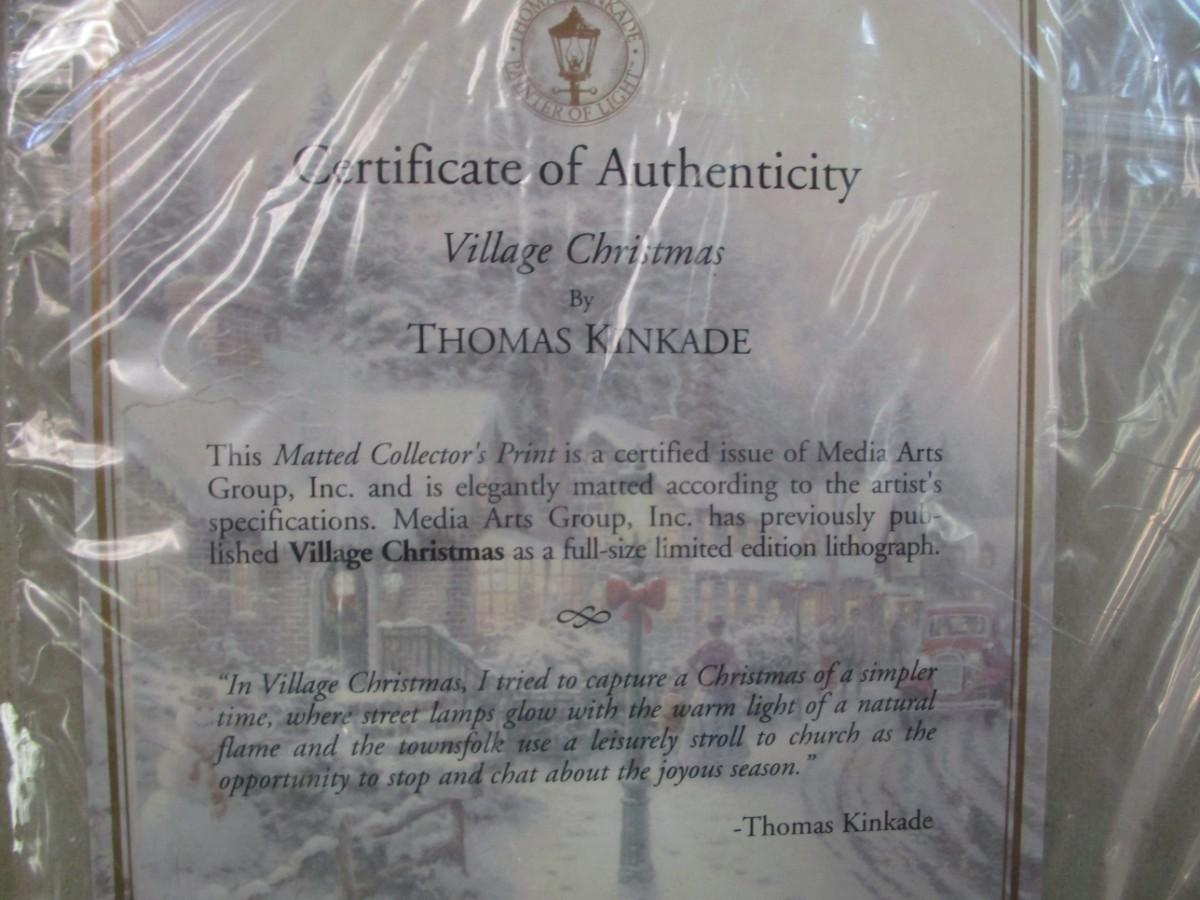 THOMAS KINKADE • PAINTER OF LIGHT •
Certificate of Authenticity
Village Christmas
By
THOMAS KINKADE
This Matted Collector's Print is a certified issue of Media Arts
Group, Inc. and is elegantly matted according to the artist's
specifications. Media Arts Group, Inc. has previously pub-
lished Village Christmas as a full-size limited edition lithograph.
“In Village Christmas, I tried to capture a Christmas of a simpler
time, where street lamps glow with the warm light of a natural
flame and the townsfolk use a leisurely stroll to church as the
opportunity to stop and chat about the joyous season.”
-Thomas Kinkade